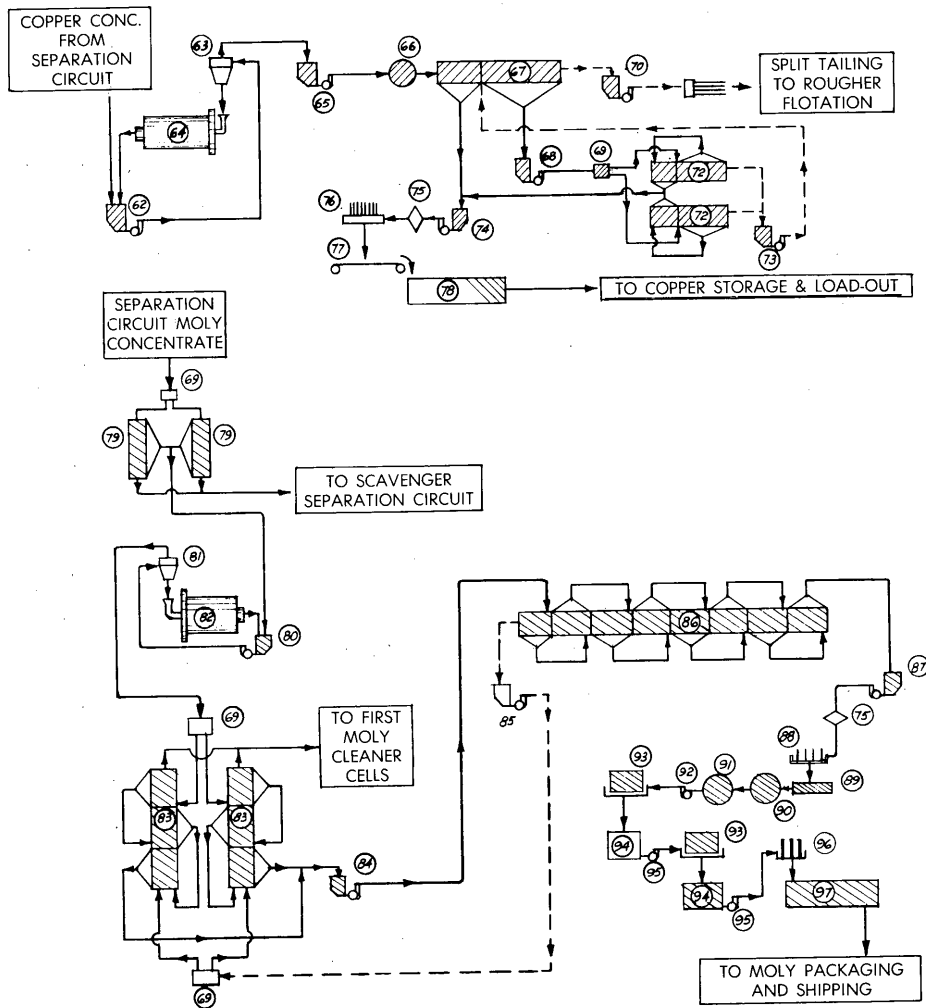 COPPER CONC.
FROM
SEPARATION
CIRCUIT
63
64
62
65
66
67
70
SPLIT TAILING
TO ROUGHER
FLOTATION
68
69
72
72
73
74
75
76
77
78
TO COPPER STORAGE & LOAD-OUT
SEPARATION
CIRCUIT MOLY
CONCENTRATE
69
79
79
TO SCAVENGER
SEPARATION CIRCUIT
81
82
80
86
85
87
75
88
89
90
91
92
93
94
95
93
94
95
96
97
69
TO FIRST
MOLY
CLEANER
CELLS
83
83
84
69
TO MOLY PACKAGING
AND SHIPPING